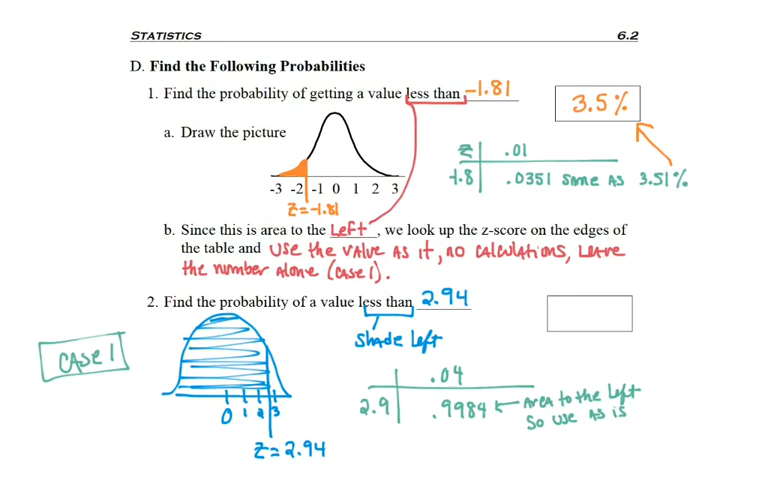 STATISTICS 6.2
D. Find the Following Probabilities
1. Find the probability of getting a value less than -1.81
3.5%
a. Draw the picture
z .01
-1.8 .0351 same as 3.51%
-3 -2 -1 0 1 2 3
z=-1.81
b. Since this is area to the Left, we look up the z-score on the edges of
the table and use the value as it, no calculations, leave
the number alone (case 1).
2. Find the probability of a value less than 2.94
shade left
CASE 1
.04
2.9 .9984 ← Area to the left
so use as is
0 1 2 3
z=2.94